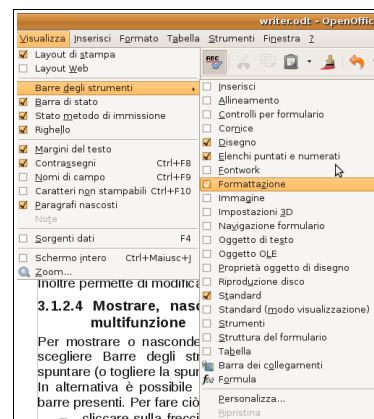 writer.odt - OpenOffic
Visualizza Inserisci Formato Tabella Strumenti Finestra ?
Layout di stampa
Layout Web
Barre degli strumenti
Barra di stato
Stato metodo di immissione
Righello
Margini del testo
Contrassegni Ctrl+F8
Nomi di campo Ctrl+F9
Caratteri non stampabili Ctrl+F10
Paragrafi nascosti
Note
Sorgenti dati F4
Schermo intero Ctrl+Maiusc+J
Zoom...
ABC
Inserisci
Allineamento
Controlli per formulario
Cornice
Disegno
Elenchi puntati e numerati
Fontwork
Formattazione
Immagine
Impostazioni 3D
Navigazione formulario
Oggetto di testo
Oggetto OLE
Proprietà oggetto di disegno
Riproduzione disco
Standard
Standard (modo visualizzazione)
Strumenti
Struttura del formulario
Tabella
Barra dei collegamenti
Formula
Personalizza...
Ripristina
Inoltre permette di modifica
3.1.2.4 Mostrare, nasc
multifunzione
Per mostrare o nasconde
scegliere Barre degli str
spuntare (o togliere la spun
In alternativa è possibile
barre presenti. Per fare ciò
cliccare sulla frecci